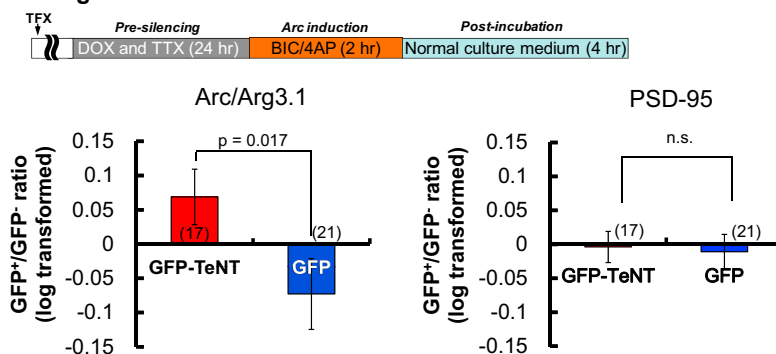 TFX
Pre-silencing Arc induction Post-incubation
DOX and TTX (24 hr) BIC/4AP (2 hr) Normal culture medium (4 hr)
Arc/Arg3.1
GFP⁺/GFP⁻ ratio
(log transformed)
0.15
0.1
0.05
0
-0.05
-0.1
-0.15
p = 0.017
(17)
(21)
GFP-TeNT
GFP
PSD-95
GFP⁺/GFP⁻ ratio
(log transformed)
0.15
0.1
0.05
0
-0.05
-0.1
-0.15
n.s.
(17)
(21)
GFP-TeNT
GFP